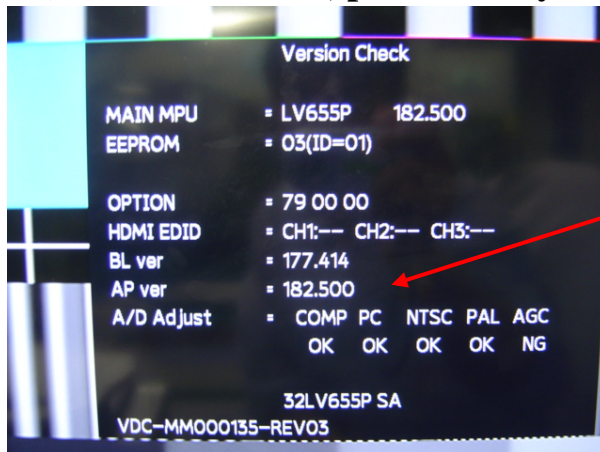 Version Check
MAIN MPU = LV655P 182.500
EEPROM = 03(ID=01)
OPTION = 79 00 00
HDMI EDID = CH1:-- CH2:-- CH3:--
BL ver = 177.414
AP ver = 182.500
A/D Adjust = COMP PC NTSC PAL AGC
OK OK OK OK NG
32LV655P SA
VDC-MM000135-REV03